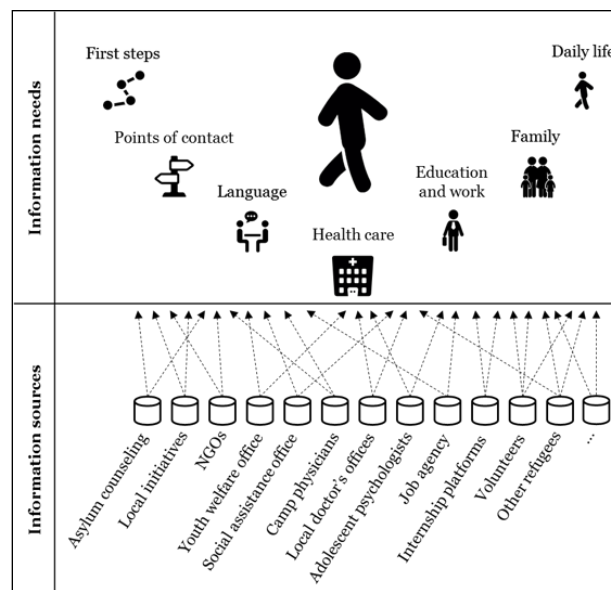 Information needs
First steps
Daily life
Points of contact
Family
Education
and work
Language
Health care
Information sources
Asylum counseling
Local initiatives
NGOs
Youth welfare office
Social assistance office
Camp physicians
Local doctor's offices
Adolescent psychologists
Job agency
Internship platforms
Volunteers
Other refugees
...